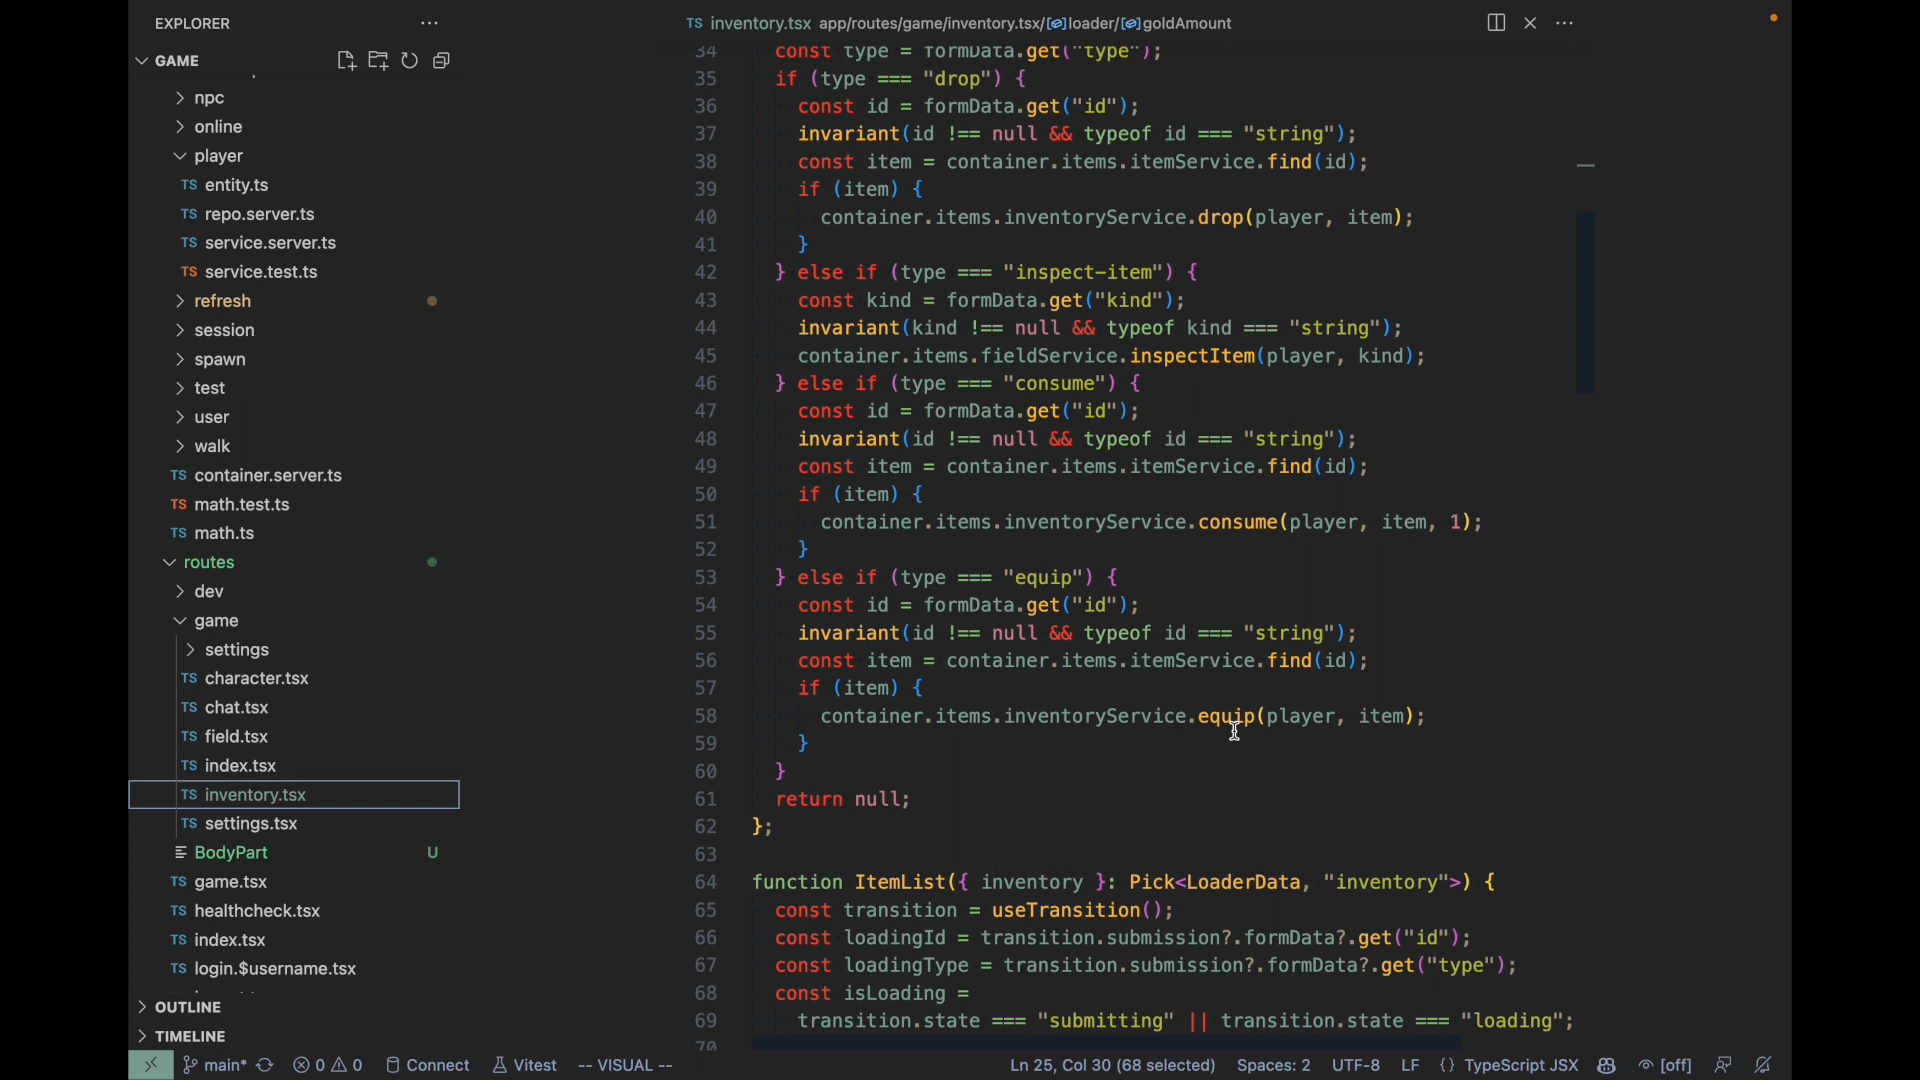 EXPLORER
GAME
npc
online
player
TS entity.ts
TS repo.server.ts
TS service.server.ts
TS service.test.ts
refresh
session
spawn
test
user
walk
TS container.server.ts
TS math.test.ts
TS math.ts
routes
dev
game
settings
TS character.tsx
TS chat.tsx
TS field.tsx
TS index.tsx
TS inventory.tsx
TS settings.tsx
BodyPart U
TS game.tsx
TS healthcheck.tsx
TS index.tsx
TS login.$username.tsx
OUTLINE
TIMELINE
TS inventory.tsx app/routes/game/inventory.tsx/loader/goldAmount
34 const type = formData.get("type");
35 if (type === "drop") {
36 const id = formData.get("id");
37 invariant(id !== null && typeof id === "string");
38 const item = container.items.itemService.find(id);
39 if (item) {
40 container.items.inventoryService.drop(player, item);
41 }
42 } else if (type === "inspect-item") {
43 const kind = formData.get("kind");
44 invariant(kind !== null && typeof kind === "string");
45 container.items.fieldService.inspectItem(player, kind);
46 } else if (type === "consume") {
47 const id = formData.get("id");
48 invariant(id !== null && typeof id === "string");
49 const item = container.items.itemService.find(id);
50 if (item) {
51 container.items.inventoryService.consume(player, item, 1);
52 }
53 } else if (type === "equip") {
54 const id = formData.get("id");
55 invariant(id !== null && typeof id === "string");
56 const item = container.items.itemService.find(id);
57 if (item) {
58 container.items.inventoryService.equip(player, item);
59 }
60 }
61 return null;
62 };
63
64 function ItemList({ inventory }: Pick<LoaderData, "inventory">) {
65 const transition = useTransition();
66 const loadingId = transition.submission?.formData?.get("id");
67 const loadingType = transition.submission?.formData?.get("type");
68 const isLoading =
69 transition.state === "submitting" || transition.state === "loading";
70
main* 0 0 Connect Vitest -- VISUAL -- Ln 25, Col 30 (68 selected) Spaces: 2 UTF-8 LF {} TypeScript JSX [off]